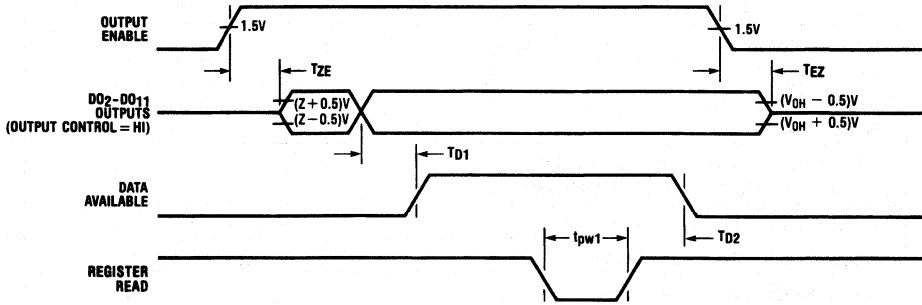 OUTPUT
ENABLE
1.5V
1.5V
TZE
TEZ
DO2-DO11
OUTPUTS
(OUTPUT CONTROL = HI)
(Z + 0.5)V
(Z - 0.5)V
(VOH - 0.5)V
(VOH + 0.5)V
TD1
DATA
AVAILABLE
TD2
tpw1
REGISTER
READ